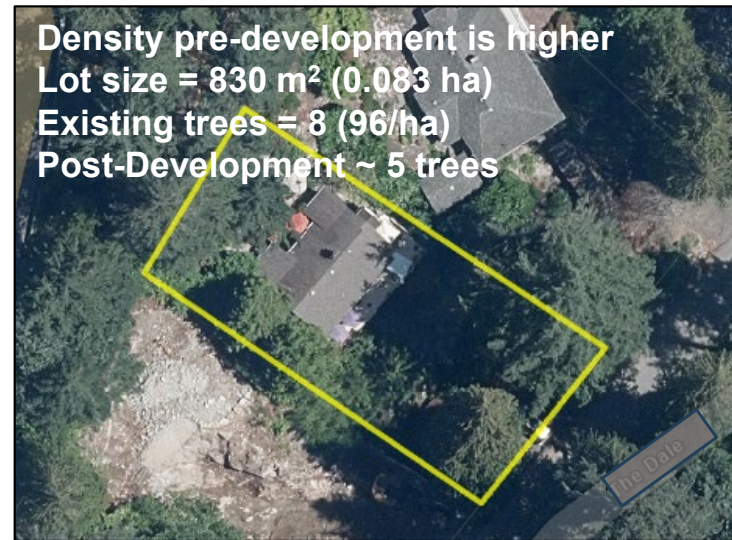 Density pre-development is higher
Lot size = 830 m² (0.083 ha)
Existing trees = 8 (96/ha)
Post-Development ~ 5 trees
The Dale